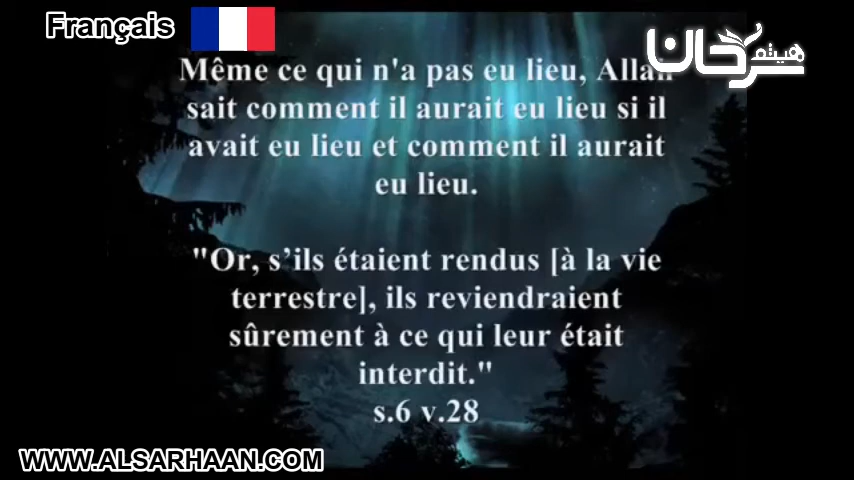 Français
هيثم سرحان
Même ce qui n'a pas eu lieu, Allah
sait comment il aurait eu lieu si il
avait eu lieu et comment il aurait
eu lieu.
"Or, s’ils étaient rendus [à la vie
terrestre], ils reviendraient
sûrement à ce qui leur était
interdit."
s.6 v.28
WWW.ALSARHAAN.COM